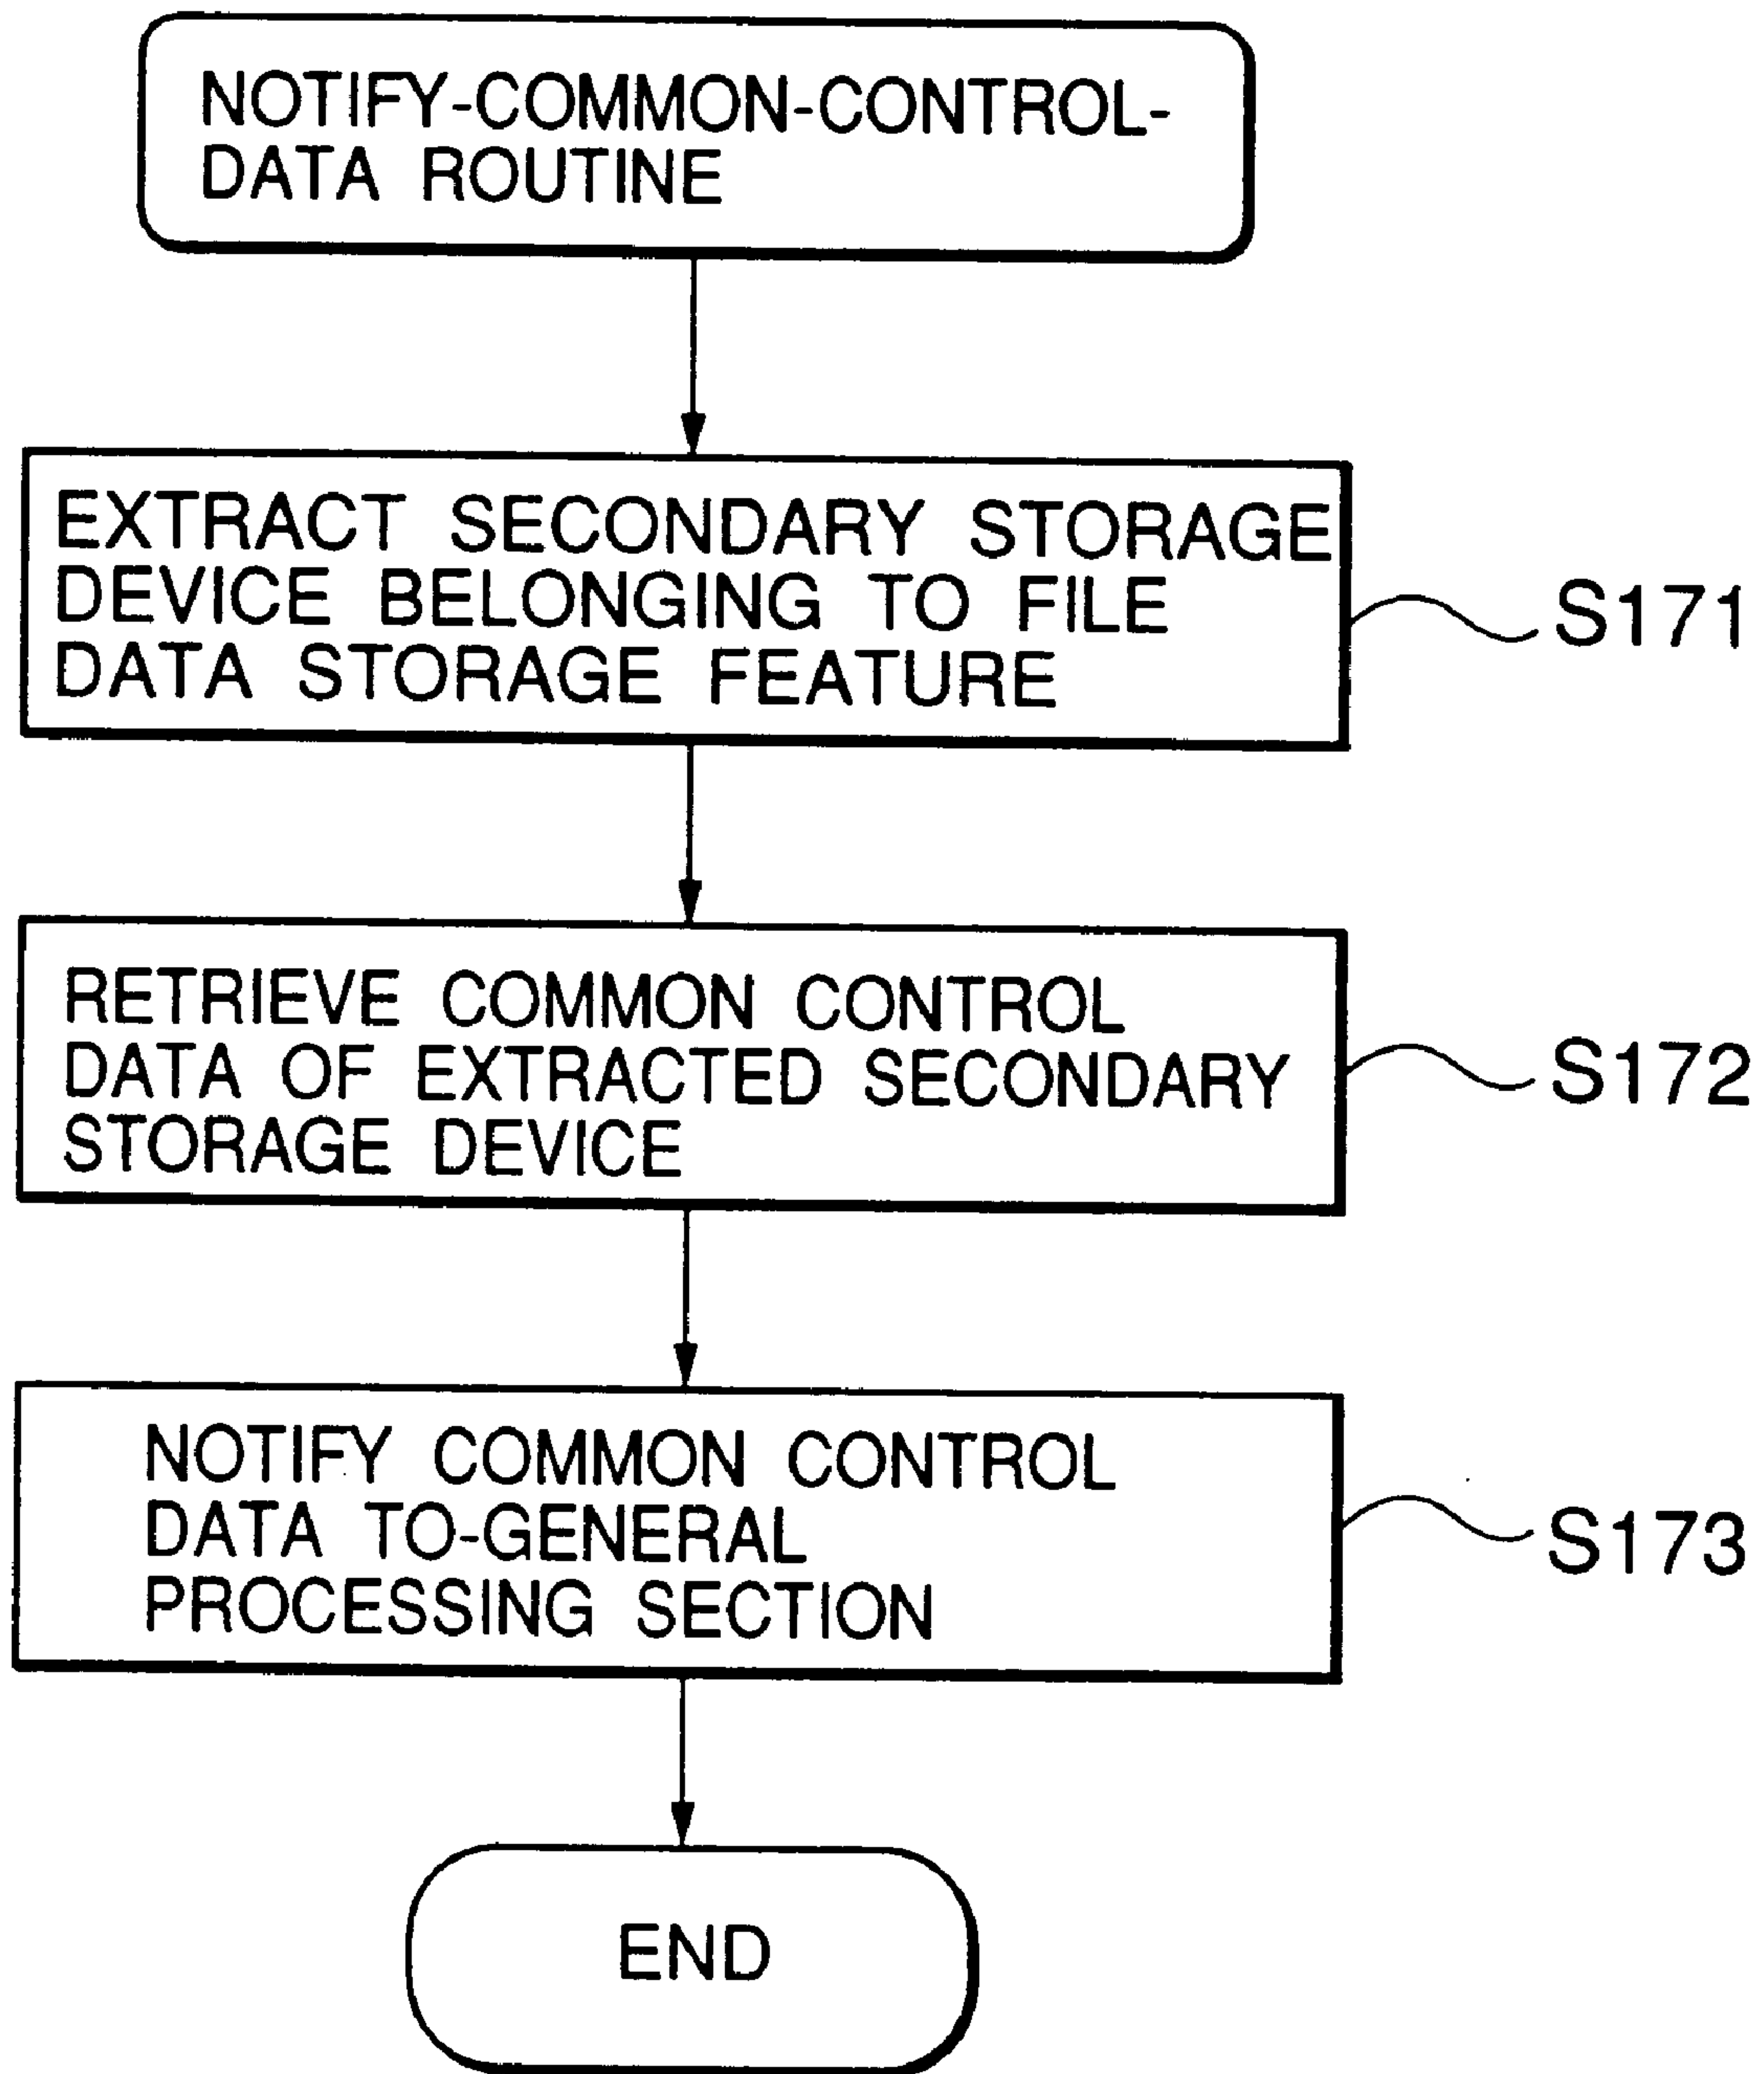 NOTIFY-COMMON-CONTROL-
DATA ROUTINE
EXTRACT SECONDARY STORAGE
DEVICE BELONGING TO FILE
DATA STORAGE FEATURE
S171
RETRIEVE COMMON CONTROL
DATA OF EXTRACTED SECONDARY
STORAGE DEVICE
S172
NOTIFY COMMON CONTROL
DATA TO-GENERAL
PROCESSING SECTION
S173
END